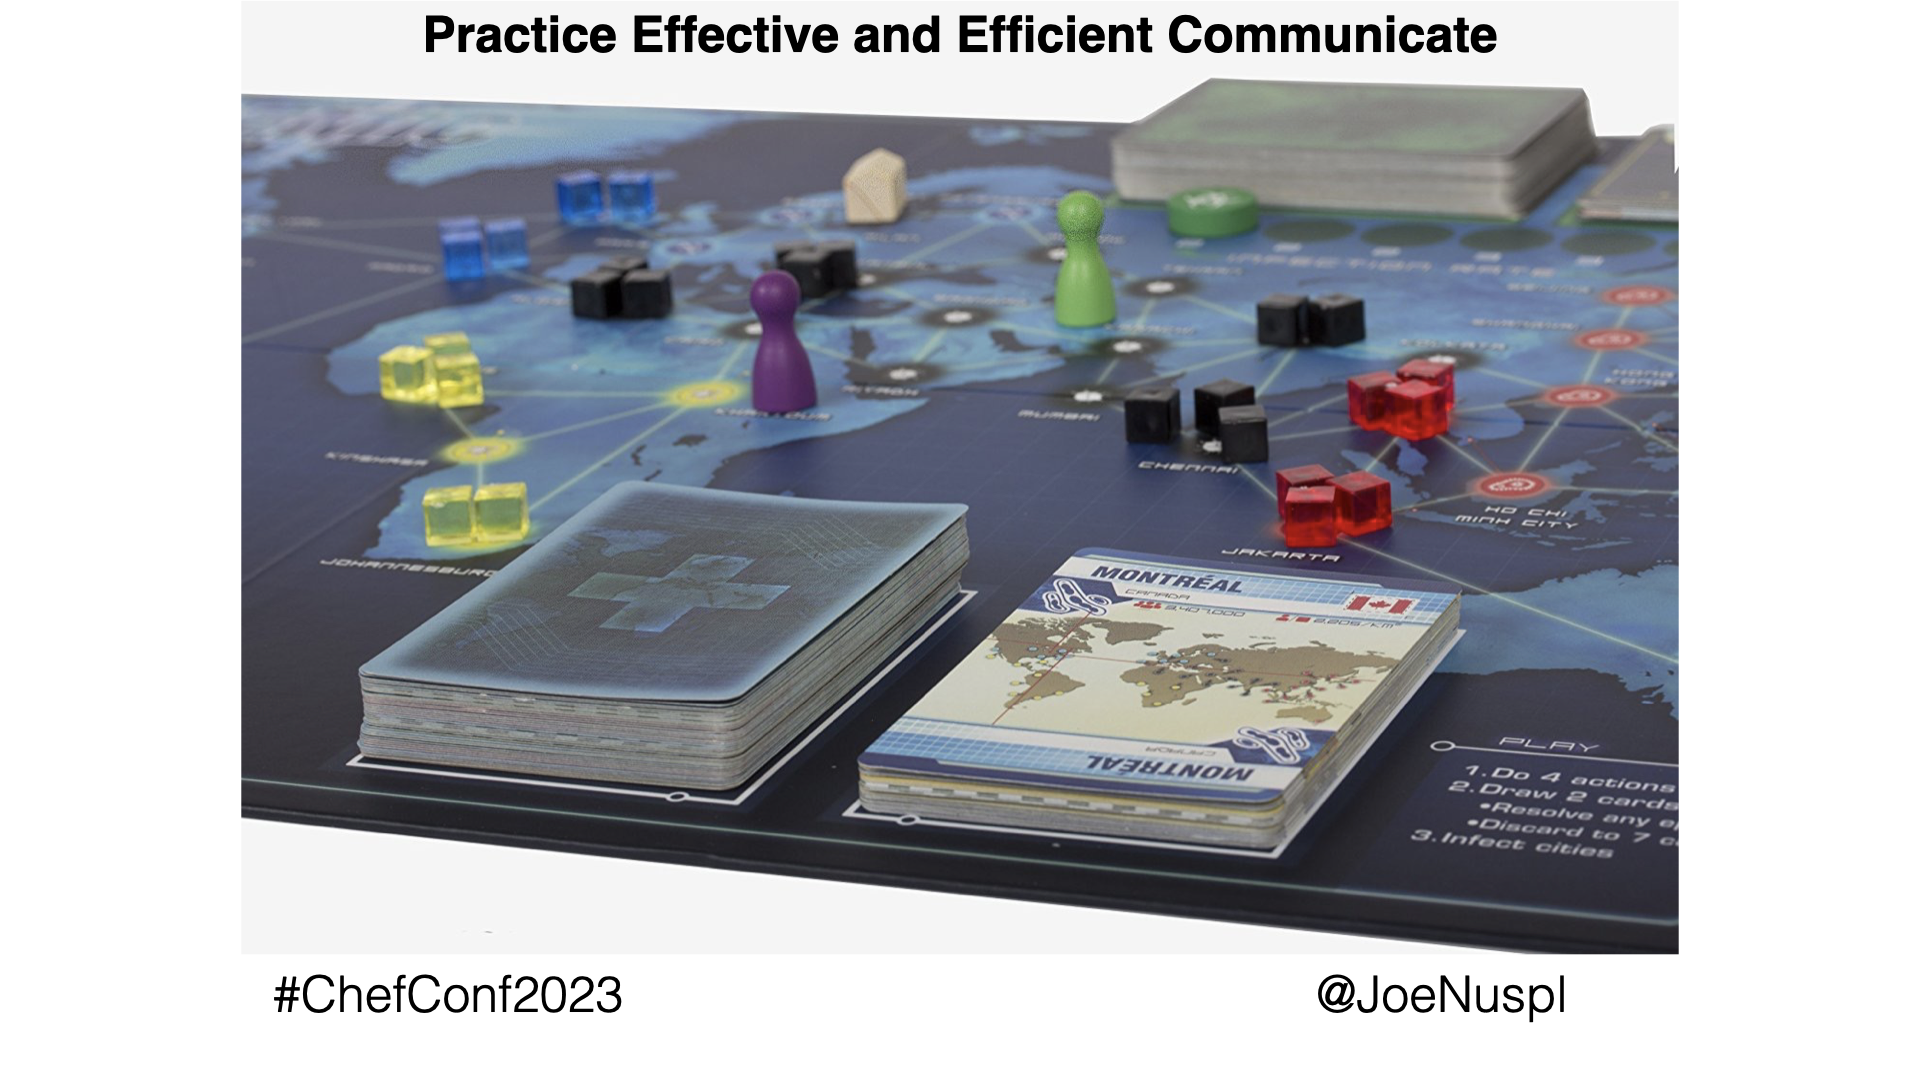 Practice Effective and Efficient Communicate
INFECTION RATE
KOLKATA
HONG
KONG
KHARTOUM
MUMBAI
KINSHASA
CHENNAI
HO CHI
MINH CITY
JAKARTA
JOHANNESBURG
MONTRÉAL
CANADA
3,407,000
2,205/KM²
CANADA
MONTRÉAL
PLAY
1. Do 4 actions
2. Draw 2 cards
•Resolve any
•Discard to 7
3. Infect cities
#ChefConf2023
@JoeNuspl